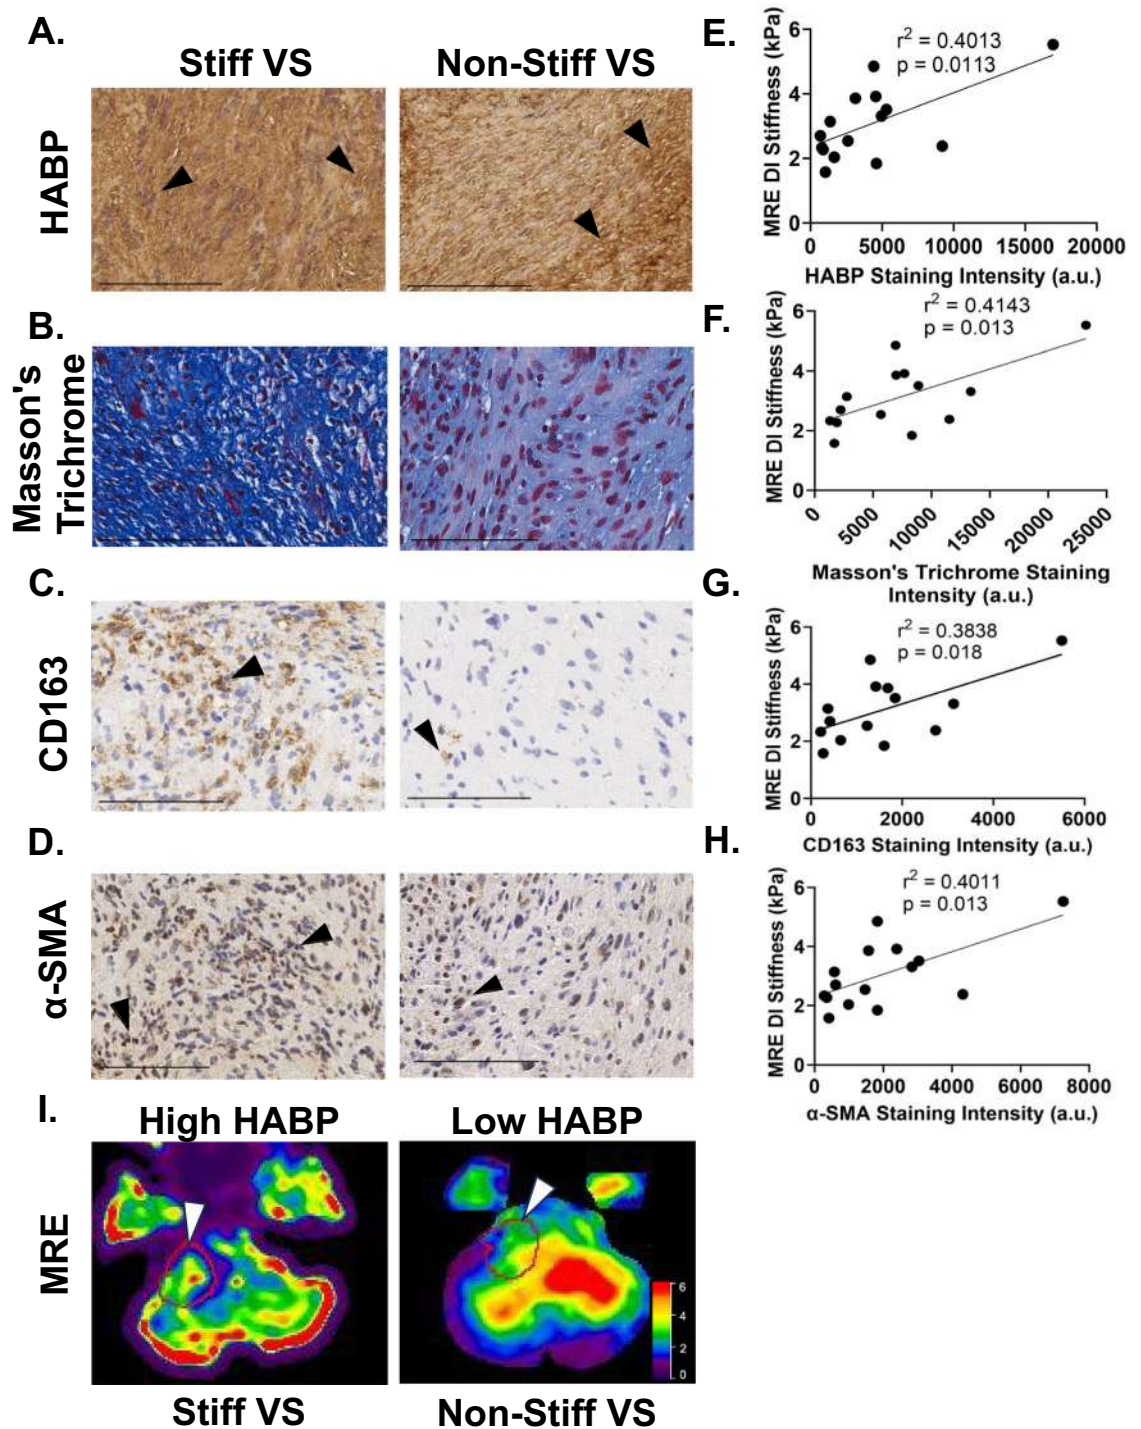 A.
Stiff VS
Non-Stiff VS
HABP
B.
Masson's
Trichrome
C.
CD163
D.
α-SMA
E.
6
4
2
0
MRE DI Stiffness (kPa)
r² = 0.4013
p = 0.0113
0 5000 10000 15000 20000
HABP Staining Intensity (a.u.)
F.
6
4
2
0
MRE DI Stiffness (kPa)
r² = 0.4143
p = 0.013
0 5000 10000 15000 20000 25000
Masson's Trichrome Staining
Intensity (a.u.)
G.
6
4
2
0
MRE DI Stiffness (kPa)
r² = 0.3838
p = 0.018
0 2000 4000 6000
CD163 Staining Intensity (a.u.)
H.
6
4
2
0
MRE DI Stiffness (kPa)
r² = 0.4011
p = 0.013
0 2000 4000 6000 8000
α-SMA Staining Intensity (a.u.)
I.
High HABP
Low HABP
MRE
6
4
2
0
Stiff VS
Non-Stiff VS